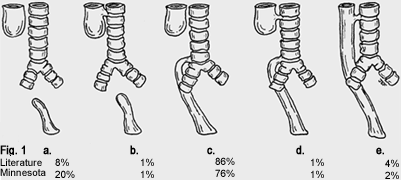 Fig. 1 a. b. c. d. e.
Literature 8% 1% 86% 1% 4%
Minnesota 20% 1% 76% 1% 2%